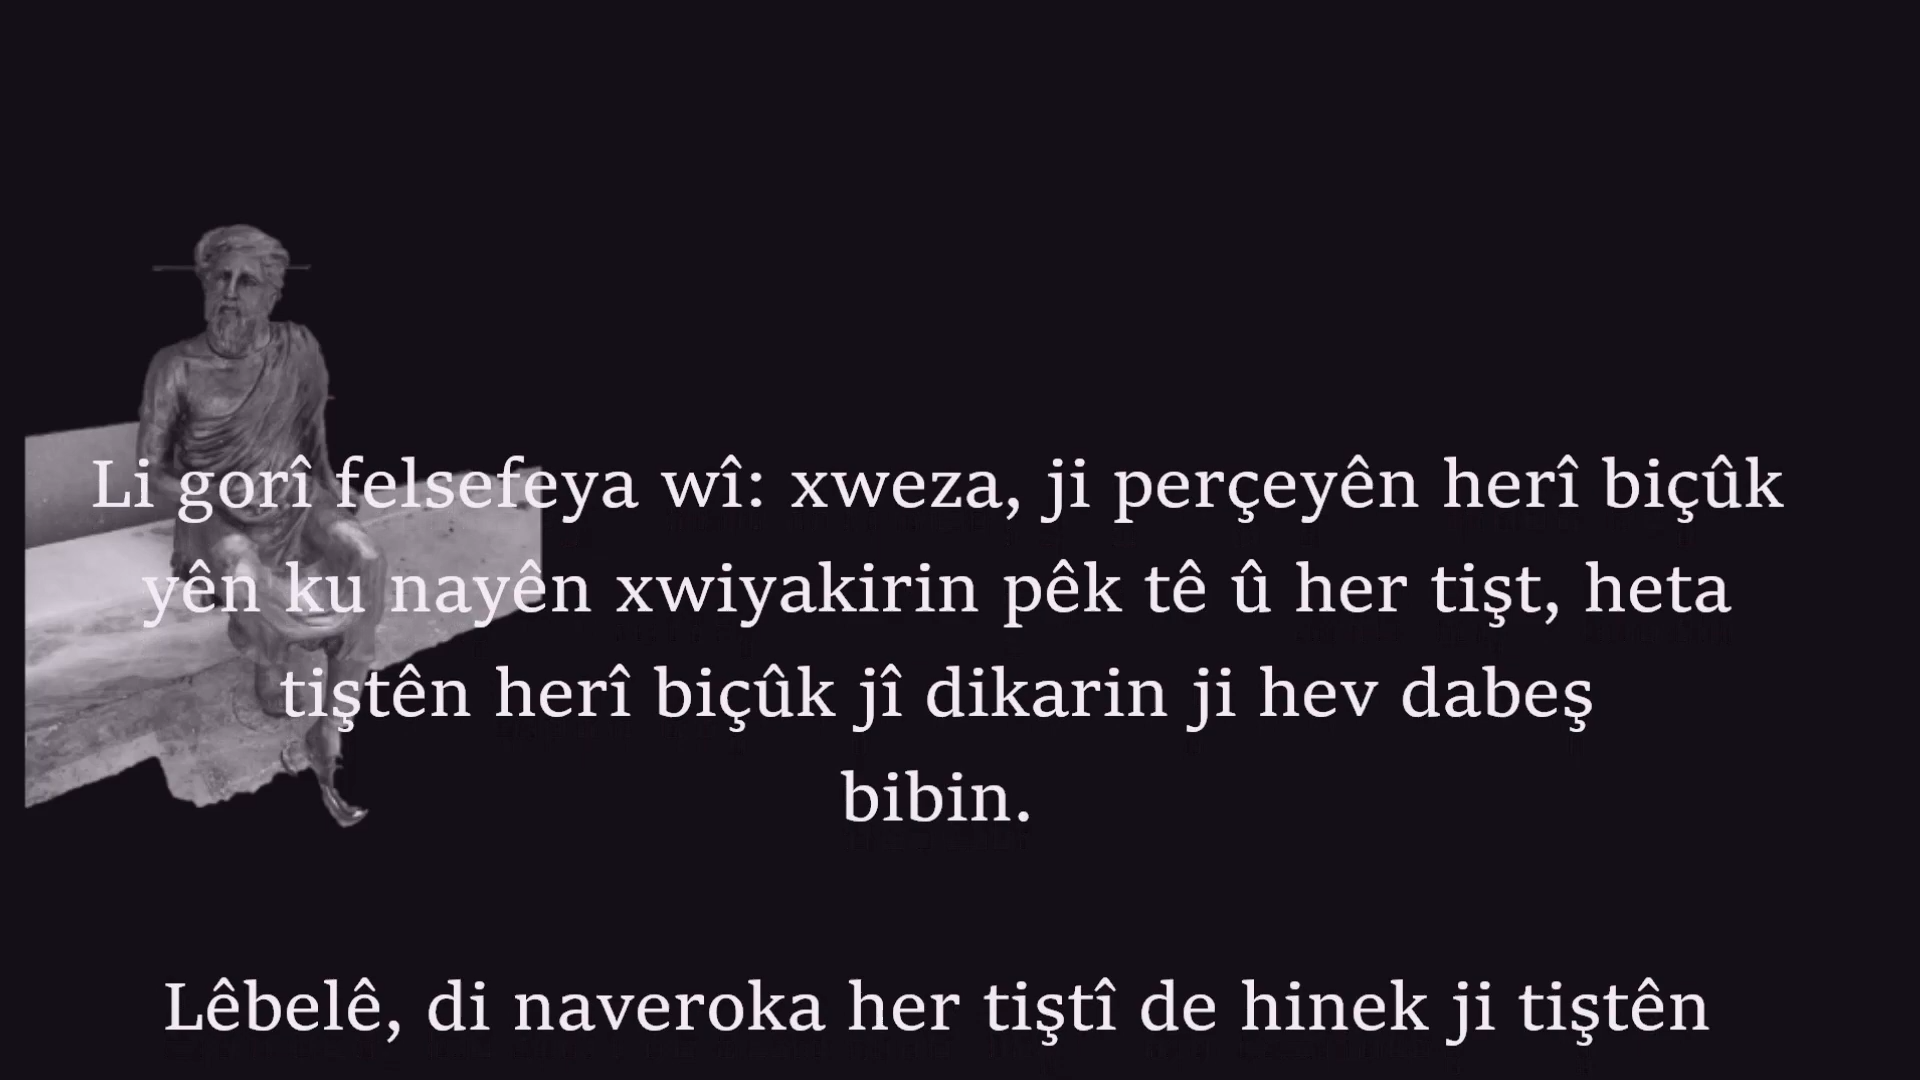 Li gorî felsefeya wî: xweza, ji perçeyên herî biçûk
yên ku nayên xwiyakirin pêk tê û her tişt, heta
tiştên herî biçûk jî dikarin ji hev dabeş
bibin.
Lêbelê, di naveroka her tiştî de hinek ji tiştên